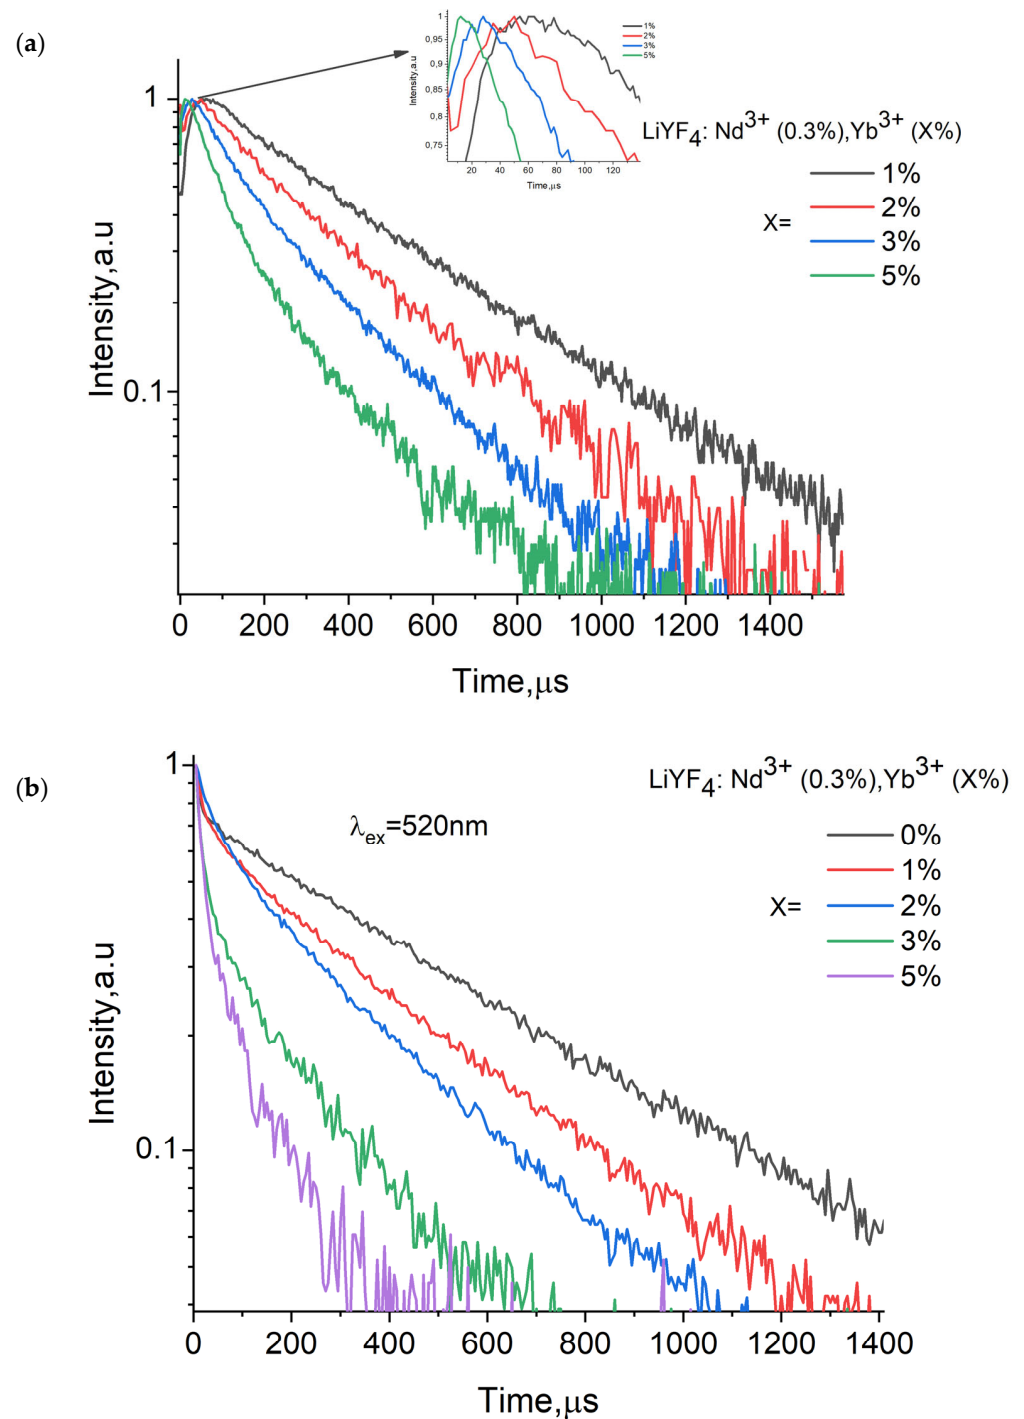 (a)
1
0,95
0,9
0,85
0,8
0,75
Intensity,a.u
20 40 60 80 100 120
Time,µs
1%
2%
3%
5%
LiYF4: Nd3+ (0.3%),Yb3+ (X%)
X=
1%
2%
3%
5%
1
0.1
Intensity,a.u
0 200 400 600 800 1000 1200 1400
Time,µs
(b)
1
0.1
Intensity,a.u
λex=520nm
LiYF4: Nd3+ (0.3%),Yb3+ (X%)
X=
0%
1%
2%
3%
5%
0 200 400 600 800 1000 1200 1400
Time,µs